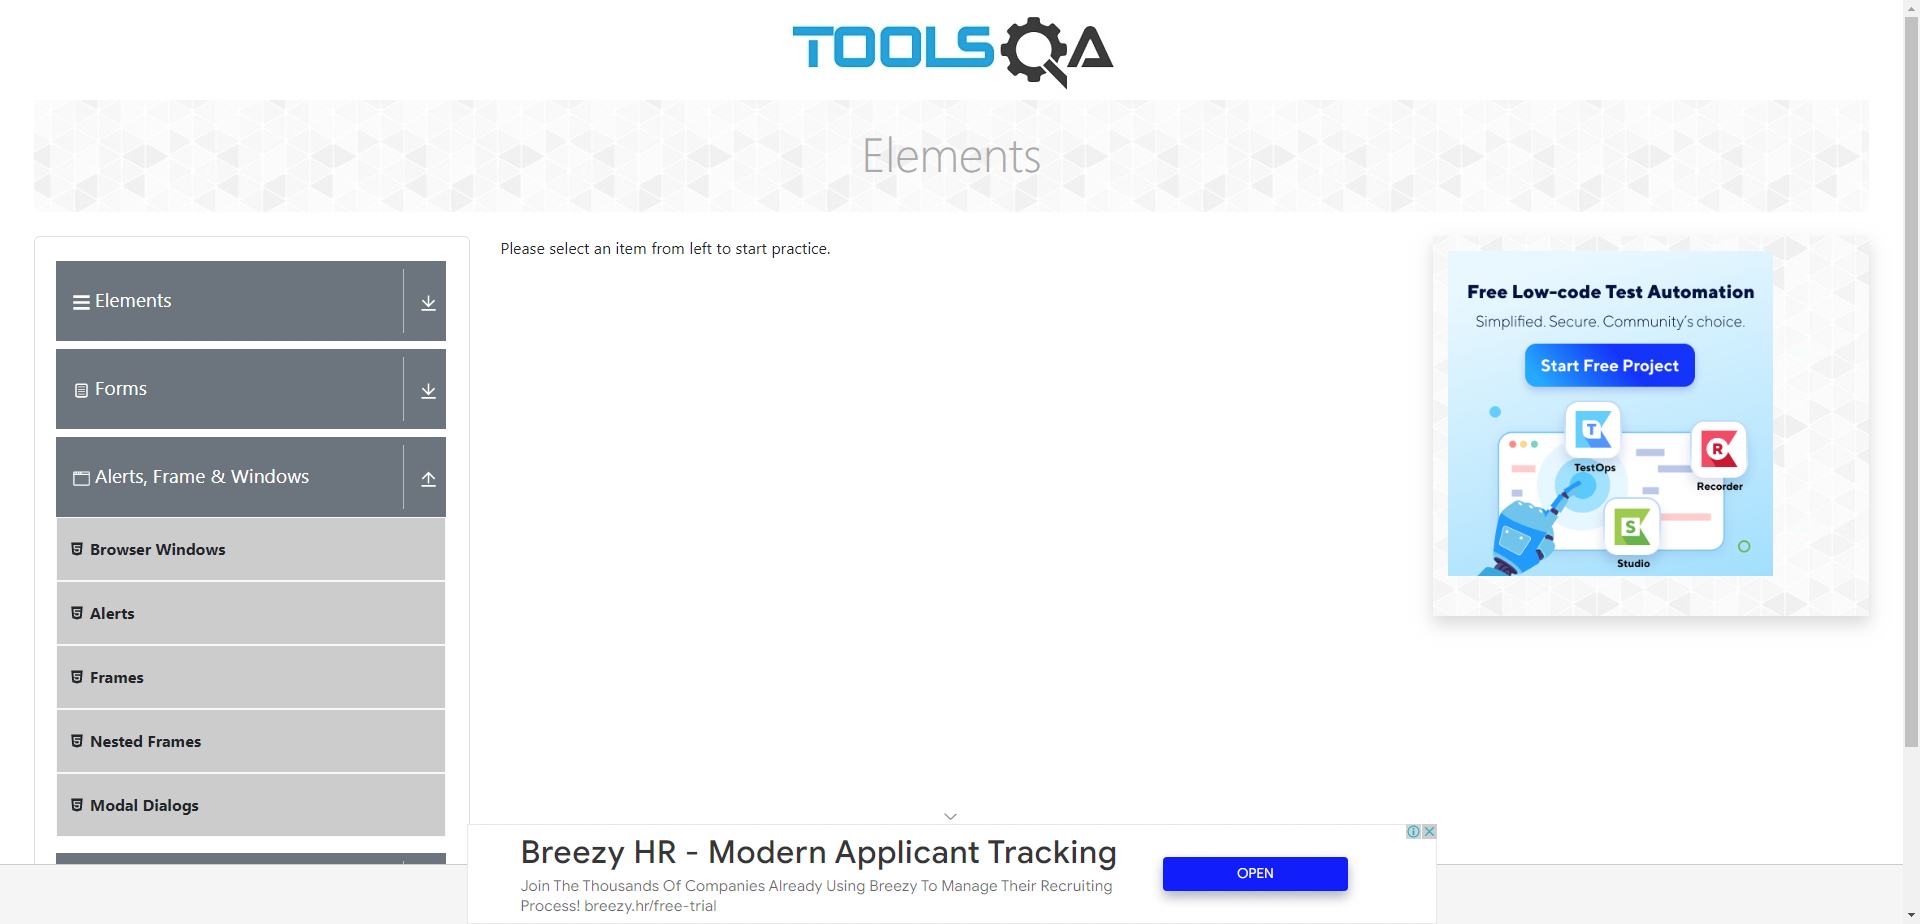 TOOLSQA
Elements
Elements
Forms
Alerts, Frame & Windows
Browser Windows
Alerts
Frames
Nested Frames
Modal Dialogs
Please select an item from left to start practice.
Free Low-code Test Automation
Simplified. Secure. Community's choice.
Start Free Project
T
TestOps
R
Recorder
S
Studio
Breezy HR - Modern Applicant Tracking
Join The Thousands Of Companies Already Using Breezy To Manage Their Recruiting
Process! breezy.hr/free-trial
OPEN